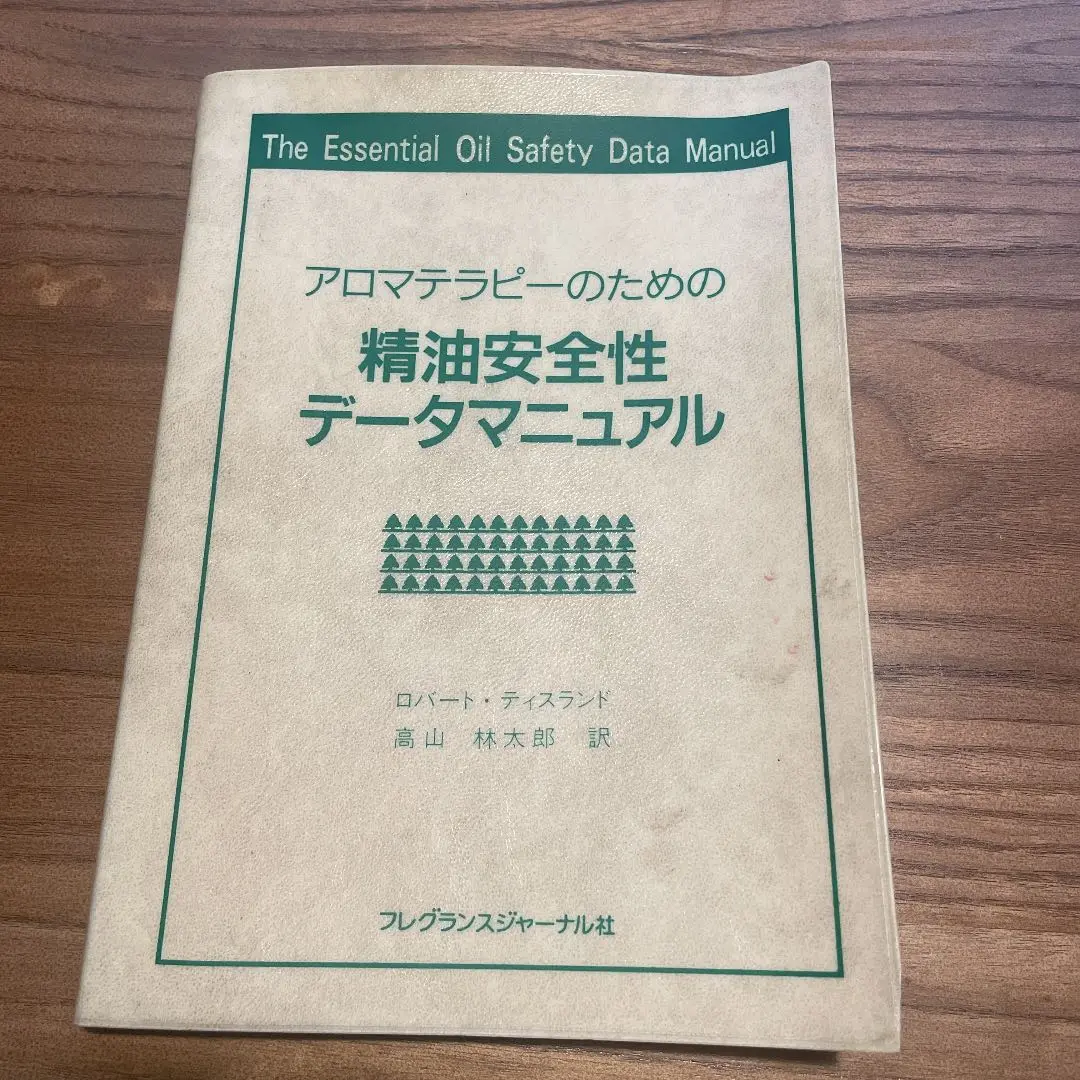 The Essential Oil Safety Data Manual
アロマテラピーのための
精油安全性
データマニュアル
ロバート・ティスランド
高山 林太郎 訳
フレグランスジャーナル社